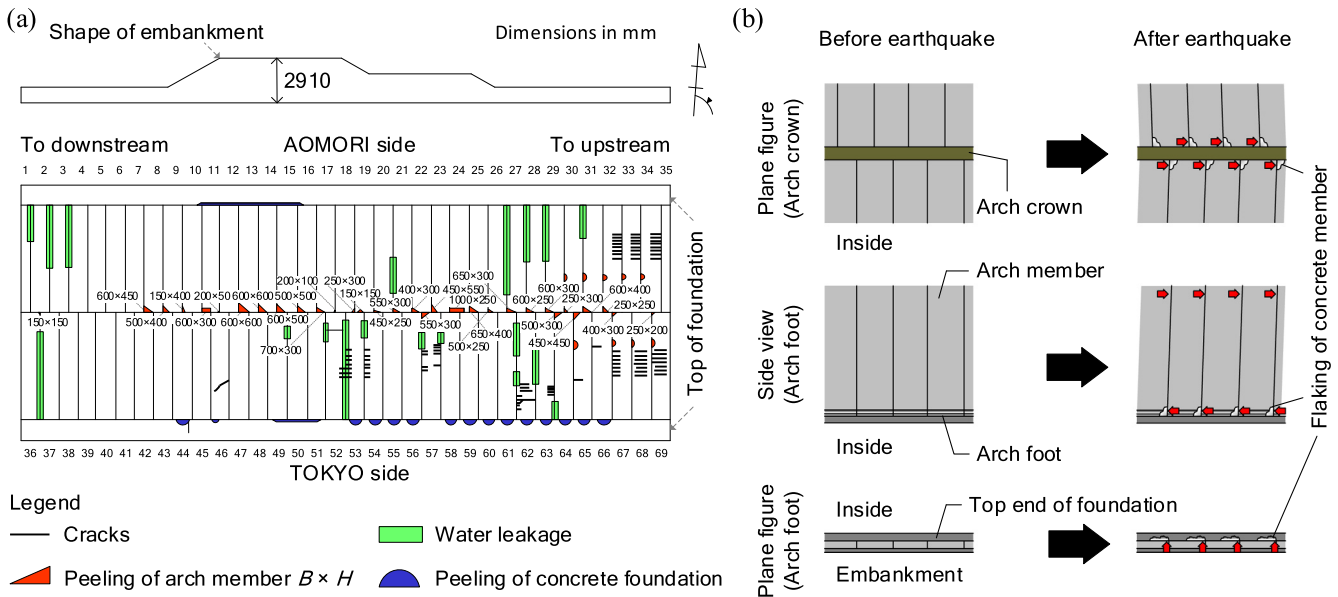 (a)
Shape of embankment
Dimensions in mm
2910
To downstream
AOMORI side
To upstream
1 2 3 4 5 6 7 8 9 10 11 12 13 14 15 16 17 18 19 20 21 22 23 24 25 26 27 28 29 30 31 32 33 34 35
200×100 250×300 650×300
600×450 150×400 200×50 600×600 500×500 150×150 400×300 450×550 600×300 600×400
550×300 1000×250 600×250 250×300 250×250
150×150 500×400 600×300 600×600 600×500 450×250 550×300 650×400 500×300 400×300 250×200
700×300 500×250 450×450
Top of foundation
36 37 38 39 40 41 42 43 44 45 46 47 48 49 50 51 52 53 54 55 56 57 58 59 60 61 62 63 64 65 66 67 68 69
TOKYO side
Legend
Cracks
Water leakage
Peeling of arch member B × H
Peeling of concrete foundation
(b)
Before earthquake
After earthquake
Plane figure
(Arch crown)
Arch crown
Inside
Side view
(Arch foot)
Arch member
Inside
Arch foot
Plane figure
(Arch foot)
Inside
Top end of foundation
Embankment
Flaking of concrete member